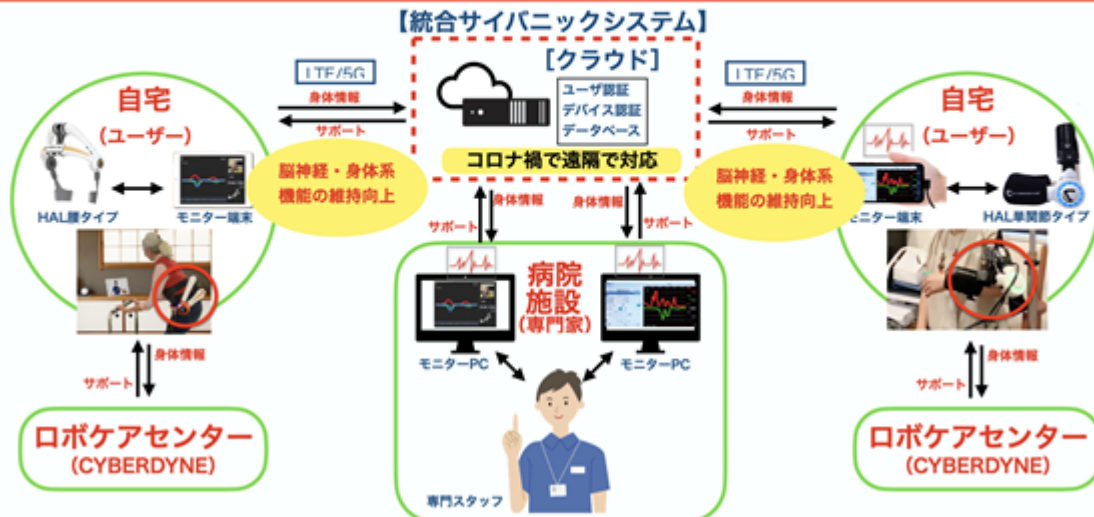 【統合サイバニックシステム】
[クラウド]
ユーザ認証
デバイス認証
データベース
コロナ禍で遠隔で対応
LTE/5G
身体情報
サポート
自宅
(ユーザー)
HAL腰タイプ
モニター端末
脳神経・身体系
機能の維持向上
身体情報
サポート
ロボケアセンター
(CYBERDYNE)
サポート
身体情報
身体情報
サポート
病院
施設
(専門家)
モニターPC
モニターPC
専門スタッフ
LTE/5G
身体情報
サポート
自宅
(ユーザー)
モニター端末
HAL単関節タイプ
脳神経・身体系
機能の維持向上
身体情報
サポート
ロボケアセンター
(CYBERDYNE)